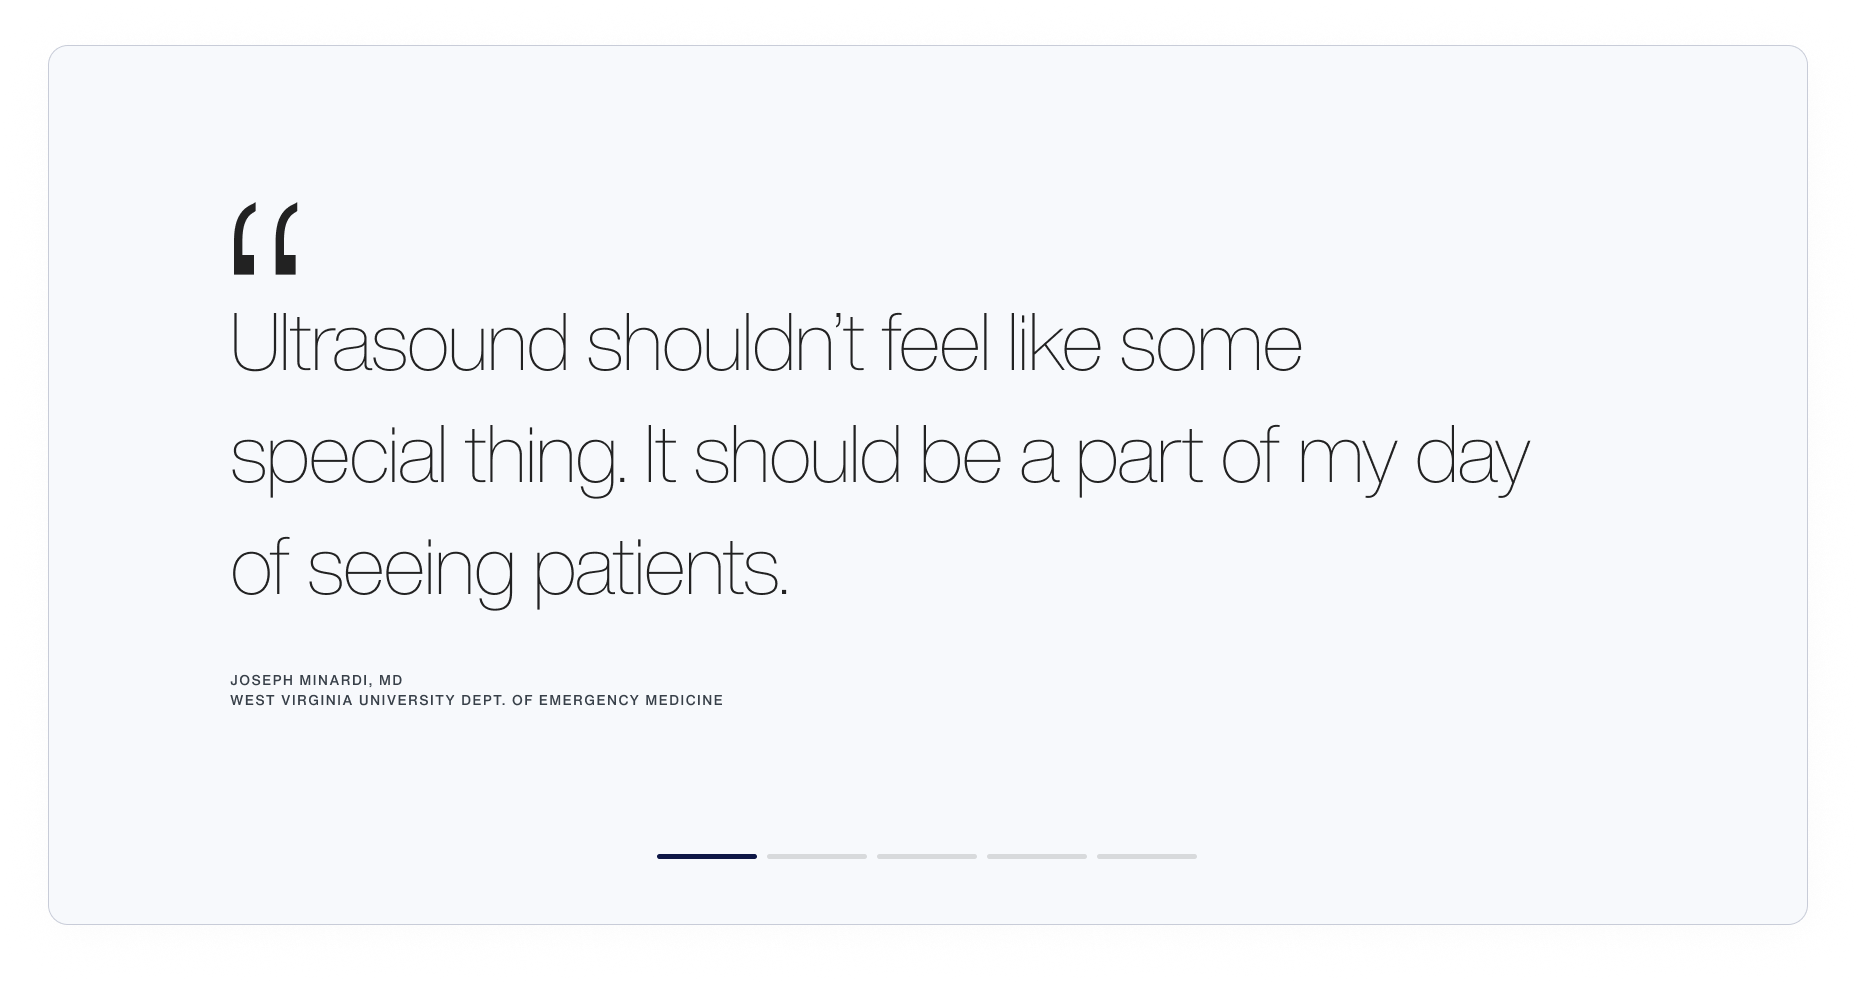 “
Ultrasound shouldn’t feel like some
special thing. It should be a part of my day
of seeing patients.
JOSEPH MINARDI, MD
WEST VIRGINIA UNIVERSITY DEPT. OF EMERGENCY MEDICINE